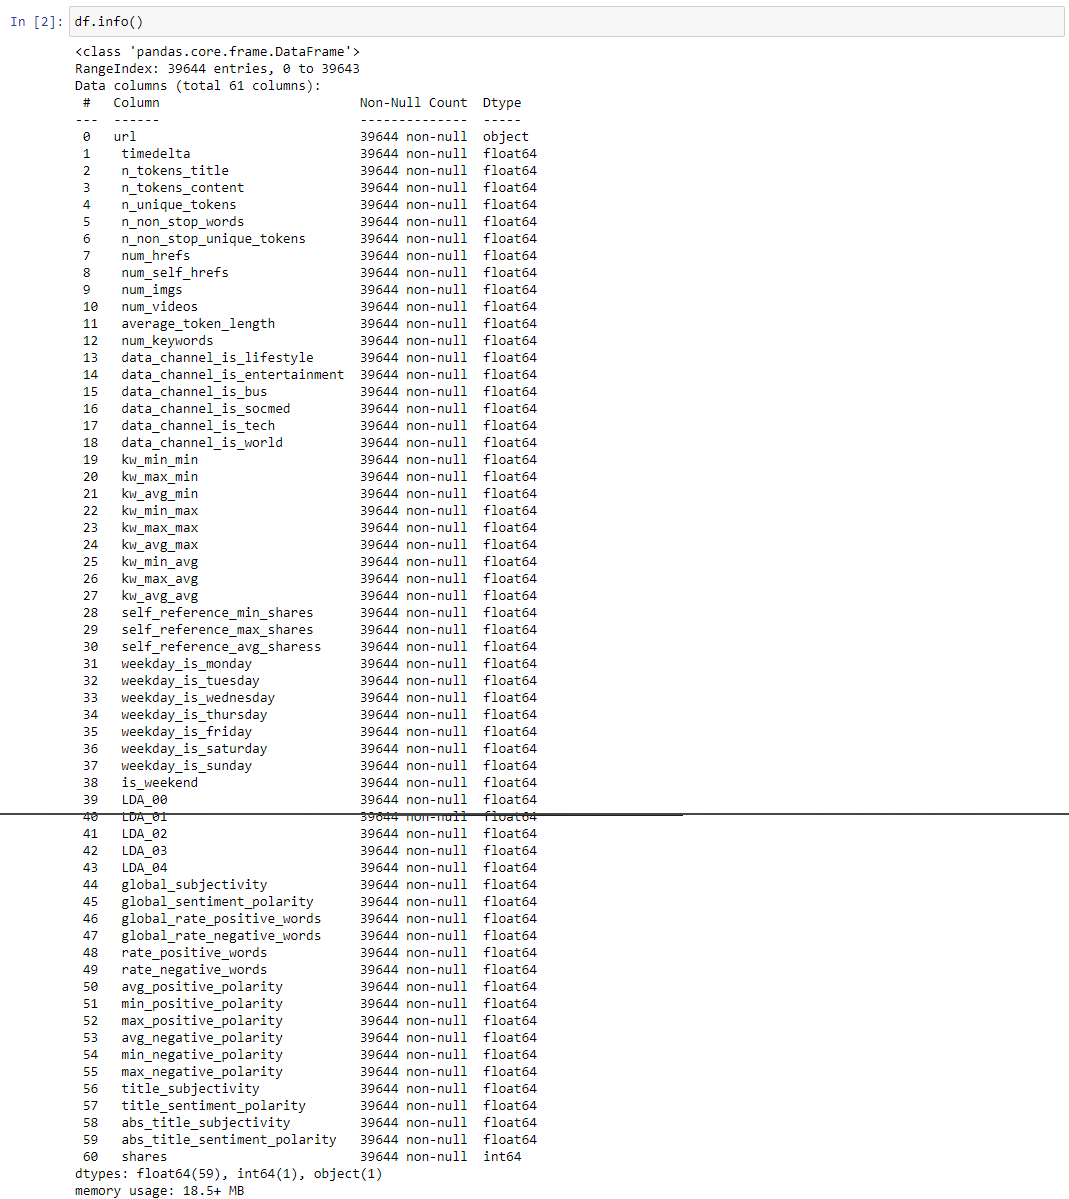 In [2]: df.info()
<class 'pandas.core.frame.DataFrame'>
RangeIndex: 39644 entries, 0 to 39643
Data columns (total 61 columns):
 #   Column                        Non-Null Count  Dtype
---  ------                        --------------  -----
 0   url                           39644 non-null  object
 1    timedelta                    39644 non-null  float64
 2    n_tokens_title               39644 non-null  float64
 3    n_tokens_content             39644 non-null  float64
 4    n_unique_tokens              39644 non-null  float64
 5    n_non_stop_words             39644 non-null  float64
 6    n_non_stop_unique_tokens     39644 non-null  float64
 7    num_hrefs                    39644 non-null  float64
 8    num_self_hrefs               39644 non-null  float64
 9    num_imgs                     39644 non-null  float64
 10   num_videos                   39644 non-null  float64
 11   average_token_length         39644 non-null  float64
 12   num_keywords                 39644 non-null  float64
 13   data_channel_is_lifestyle    39644 non-null  float64
 14   data_channel_is_entertainment  39644 non-null  float64
 15   data_channel_is_bus          39644 non-null  float64
 16   data_channel_is_socmed       39644 non-null  float64
 17   data_channel_is_tech         39644 non-null  float64
 18   data_channel_is_world        39644 non-null  float64
 19   kw_min_min                   39644 non-null  float64
 20   kw_max_min                   39644 non-null  float64
 21   kw_avg_min                   39644 non-null  float64
 22   kw_min_max                   39644 non-null  float64
 23   kw_max_max                   39644 non-null  float64
 24   kw_avg_max                   39644 non-null  float64
 25   kw_min_avg                   39644 non-null  float64
 26   kw_max_avg                   39644 non-null  float64
 27   kw_avg_avg                   39644 non-null  float64
 28   self_reference_min_shares    39644 non-null  float64
 29   self_reference_max_shares    39644 non-null  float64
 30   self_reference_avg_sharess   39644 non-null  float64
 31   weekday_is_monday            39644 non-null  float64
 32   weekday_is_tuesday           39644 non-null  float64
 33   weekday_is_wednesday         39644 non-null  float64
 34   weekday_is_thursday          39644 non-null  float64
 35   weekday_is_friday            39644 non-null  float64
 36   weekday_is_saturday          39644 non-null  float64
 37   weekday_is_sunday            39644 non-null  float64
 38   is_weekend                   39644 non-null  float64
 39   LDA_00                       39644 non-null  float64
 40   LDA_01                       39644 non-null  float64
 41   LDA_02                       39644 non-null  float64
 42   LDA_03                       39644 non-null  float64
 43   LDA_04                       39644 non-null  float64
 44   global_subjectivity          39644 non-null  float64
 45   global_sentiment_polarity    39644 non-null  float64
 46   global_rate_positive_words   39644 non-null  float64
 47   global_rate_negative_words   39644 non-null  float64
 48   rate_positive_words          39644 non-null  float64
 49   rate_negative_words          39644 non-null  float64
 50   avg_positive_polarity        39644 non-null  float64
 51   min_positive_polarity        39644 non-null  float64
 52   max_positive_polarity        39644 non-null  float64
 53   avg_negative_polarity        39644 non-null  float64
 54   min_negative_polarity        39644 non-null  float64
 55   max_negative_polarity        39644 non-null  float64
 56   title_subjectivity           39644 non-null  float64
 57   title_sentiment_polarity     39644 non-null  float64
 58   abs_title_subjectivity       39644 non-null  float64
 59   abs_title_sentiment_polarity  39644 non-null  float64
 60   shares                       39644 non-null  int64
dtypes: float64(59), int64(1), object(1)
memory usage: 18.5+ MB